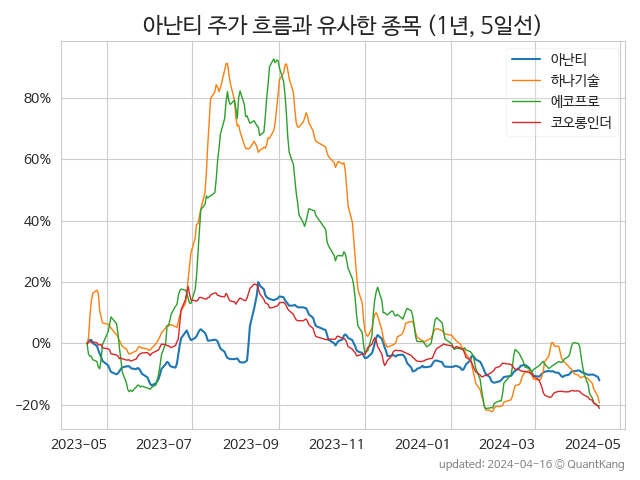 아난티 주가 흐름과 유사한 종목 (1년, 5일선)
아난티
하나기술
에코프로
코오롱인더
80%
60%
40%
20%
0%
−20%
2023-05
2023-07
2023-09
2023-11
2024-01
2024-03
2024-05
updated: 2024-04-16 © QuantKang